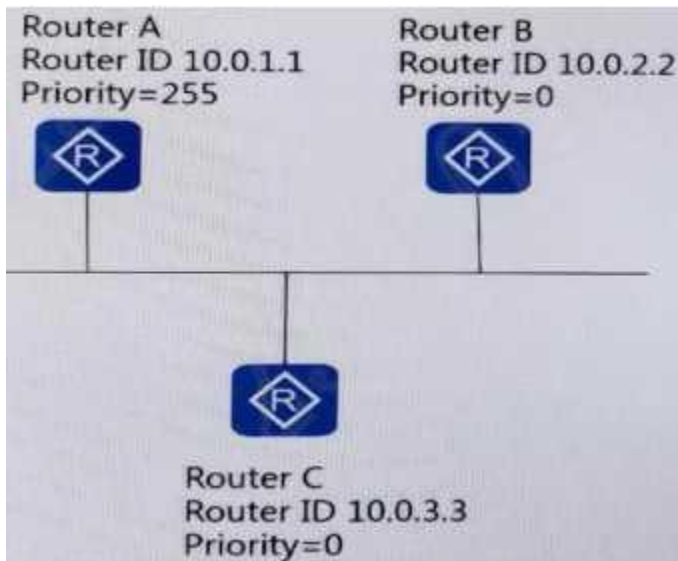 Router A
Router ID 10.0.1.1
Priority=255
Router B
Router ID 10.0.2.2
Priority=0
R
R
R
Router C
Router ID 10.0.3.3
Priority=0